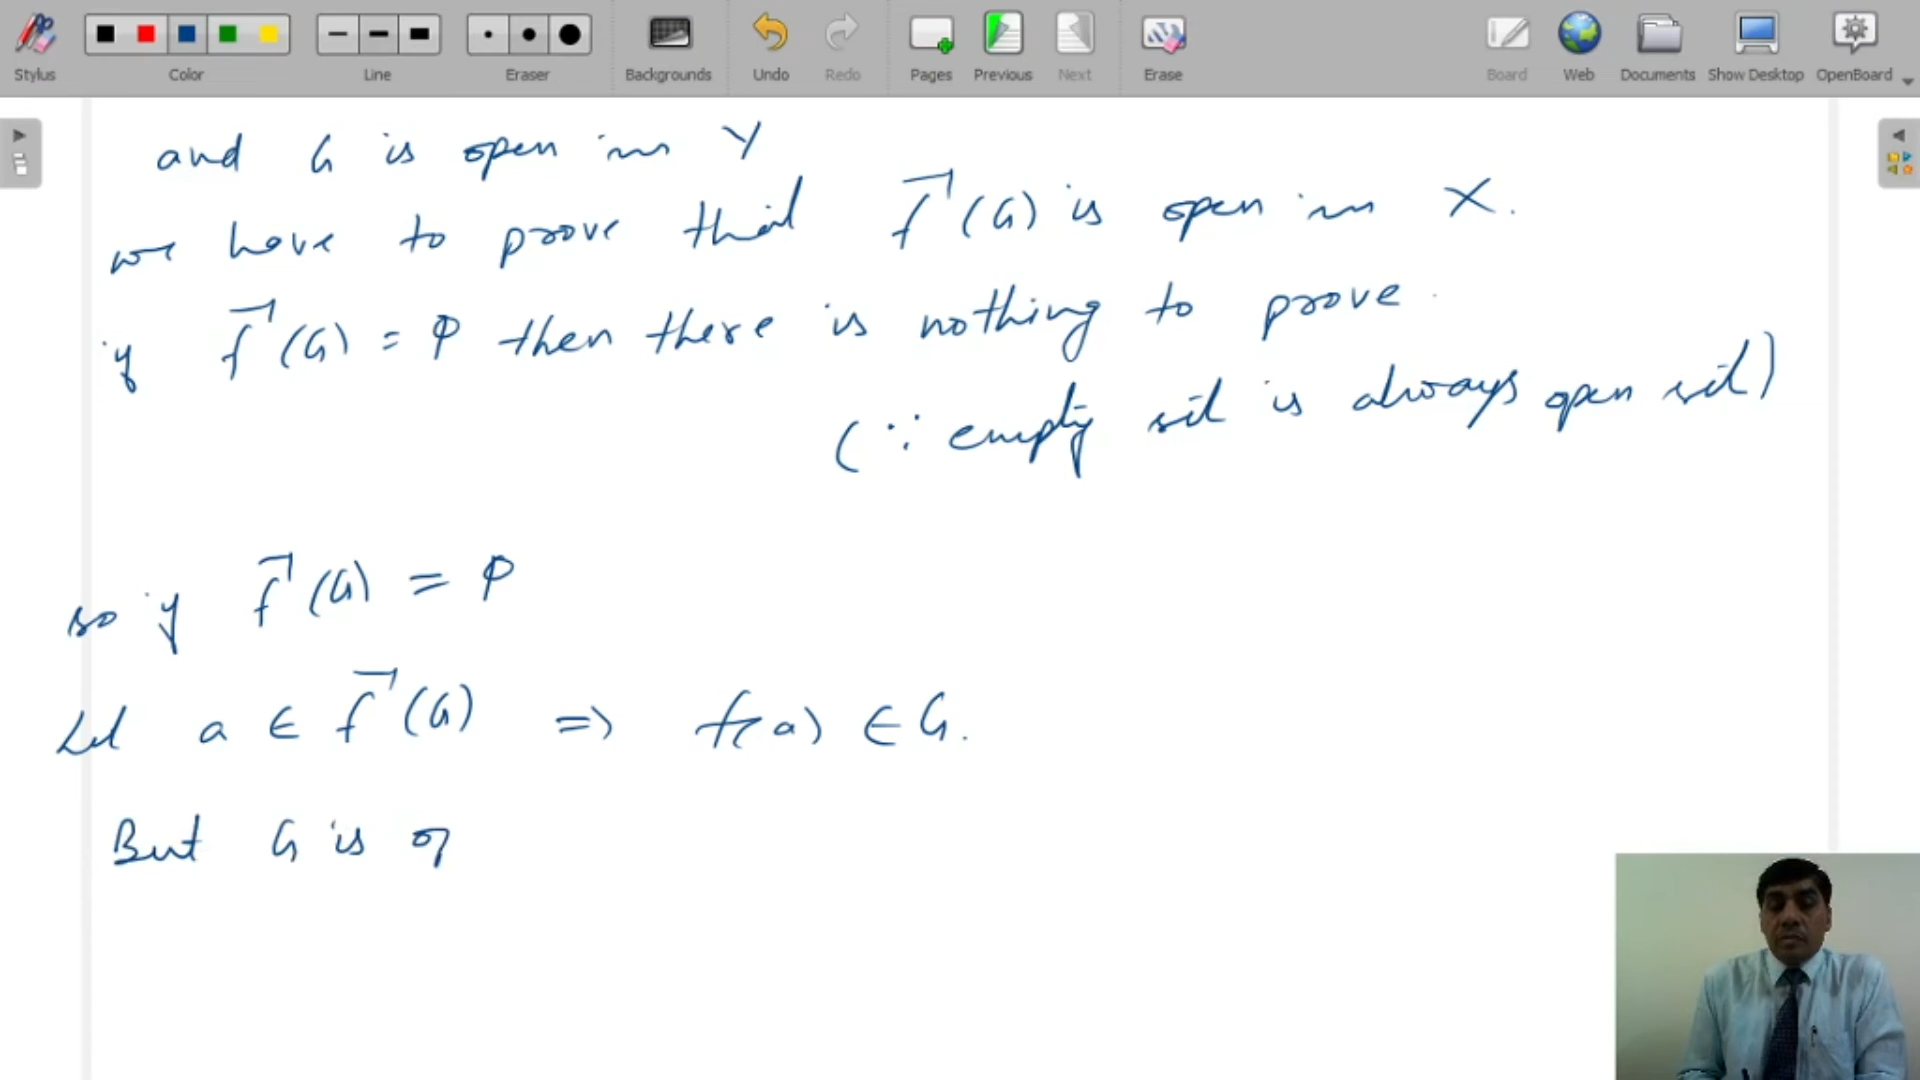 Stylus Color Line Eraser Backgrounds Undo Redo Pages Previous Next Erase Board Web Documents Show Desktop OpenBoard
and G is open in Y
we have to prove that f⁻¹(G) is open in X.
if f⁻¹(G) = φ then there is nothing to prove.
(∵ empty set is always open set)
so if f⁻¹(G) = φ
Let a ∈ f⁻¹(G) ⇒ f(a) ∈ G.
But G is op